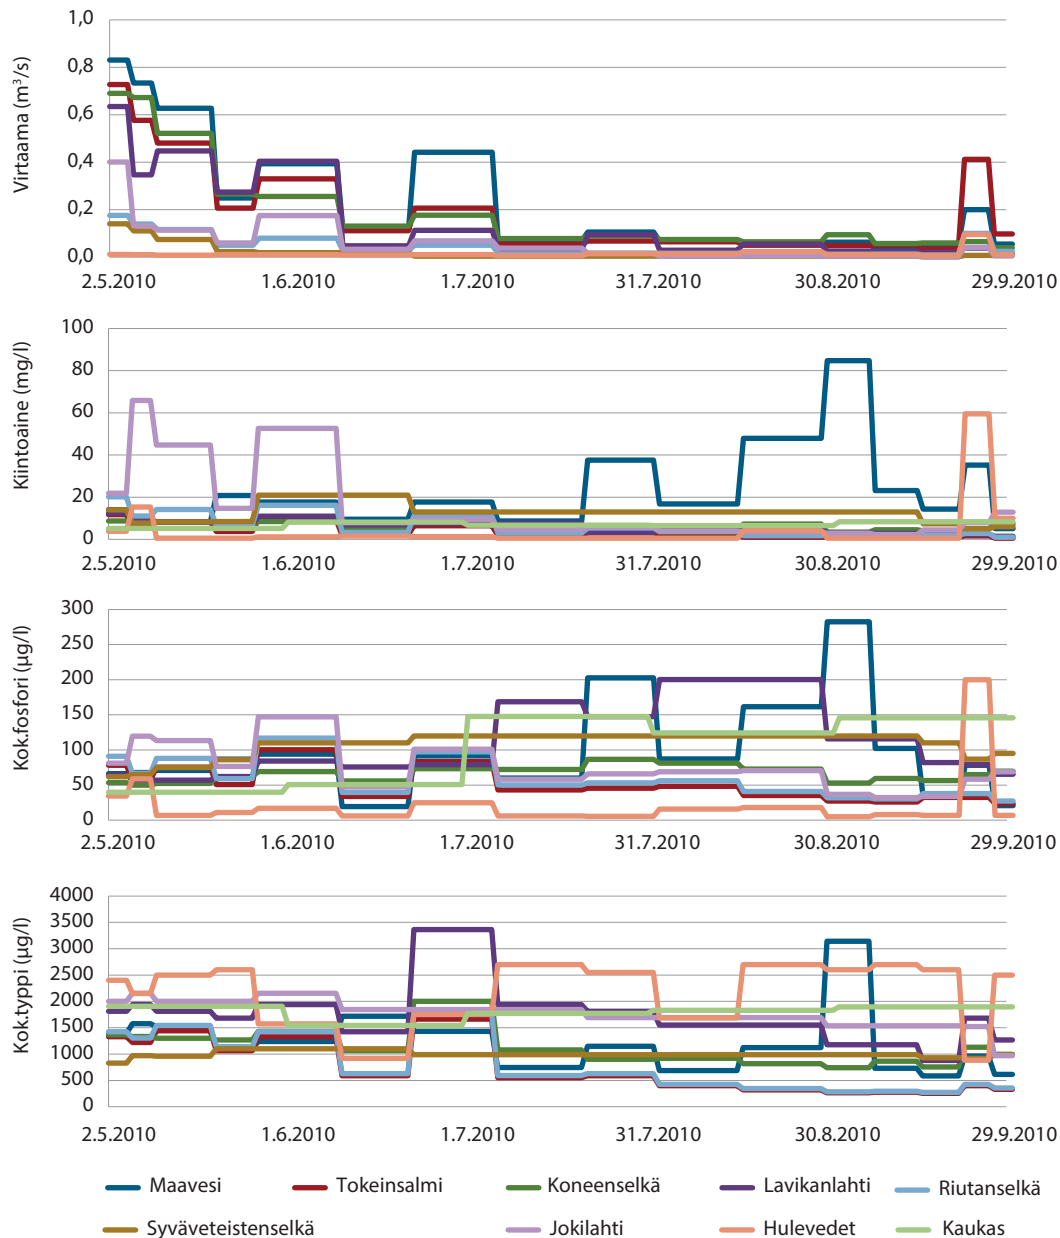 Virtaama (m³/s)
1,0
0,8
0,6
0,4
0,2
0,0
2.5.2010 1.6.2010 1.7.2010 31.7.2010 30.8.2010 29.9.2010
Kiintoaine (mg/l)
100
80
60
40
20
0
2.5.2010 1.6.2010 1.7.2010 31.7.2010 30.8.2010 29.9.2010
Kok.fosfori (µg/l)
300
250
200
150
100
50
0
2.5.2010 1.6.2010 1.7.2010 31.7.2010 30.8.2010 29.9.2010
Kok.typpi (µg/l)
4000
3500
3000
2500
2000
1500
1000
500
0
2.5.2010 1.6.2010 1.7.2010 31.7.2010 30.8.2010 29.9.2010
Maavesi Tokeinsalmi Koneenselkä Lavikanlahti Riutanselkä
Syväveteistenselkä Jokilahti Hulevedet Kaukas